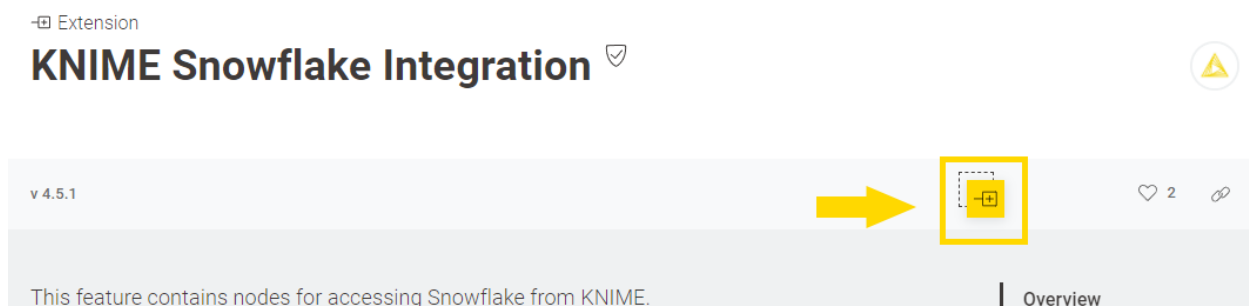 Extension
KNIME Snowflake Integration
v 4.5.1
2
This feature contains nodes for accessing Snowflake from KNIME.
Overview